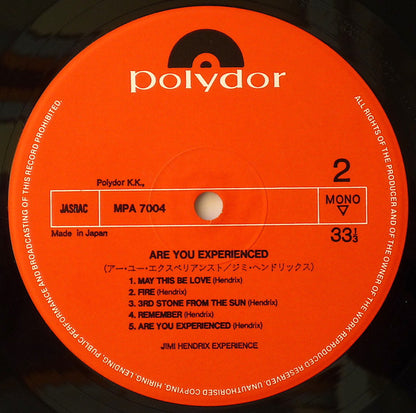 polydor
Polydor K.K.,
2
JASRAC
MPA 7004
MONO
Made in Japan
33⅓
ARE YOU EXPERIENCED
(アー・ユー・エクスペリアンスト/ジミ・ヘンドリックス)
1. MAY THIS BE LOVE (Hendrix)
2. FIRE (Hendrix)
3. 3RD STONE FROM THE SUN (Hendrix)
4. REMEMBER (Hendrix)
5. ARE YOU EXPERIENCED (Hendrix)
JIMI HENDRIX EXPERIENCE
ALL RIGHTS OF THE PRODUCER AND OF THE OWNER OF THE WORK REPRODUCED RESERVED. UNAUTHORISED COPYING, HIRING, LENDING, PUBLIC PERFORMANCE AND BROADCASTING OF THIS RECORD PROHIBITED.